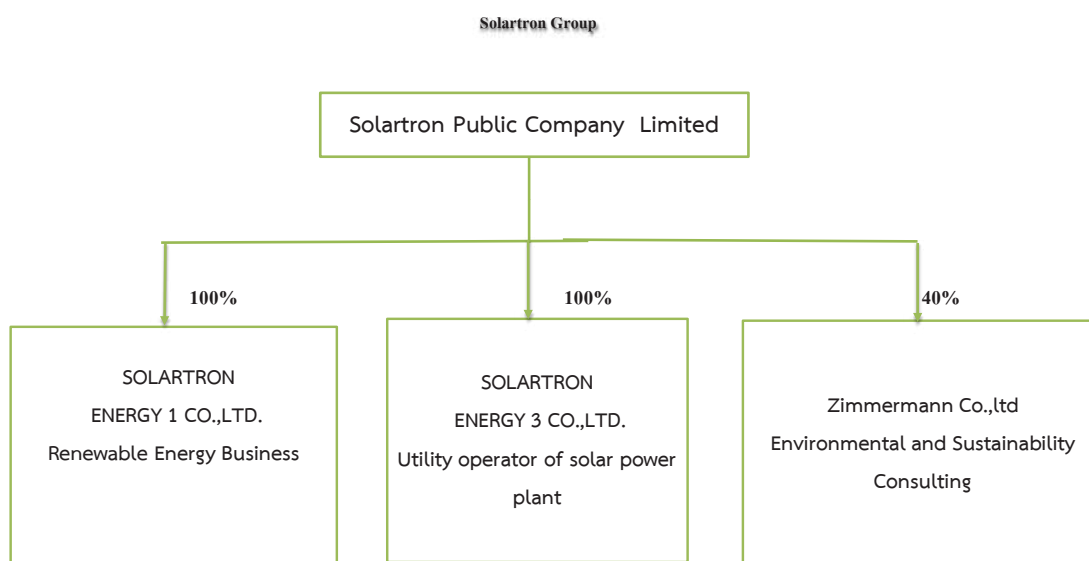 Solartron Group
Solartron Public Company Limited
100%
100%
40%
SOLARTRON
ENERGY 1 CO.,LTD.
Renewable Energy Business
SOLARTRON
ENERGY 3 CO.,LTD.
Utility operator of solar power
plant
Zimmermann Co.,ltd
Environmental and Sustainability
Consulting